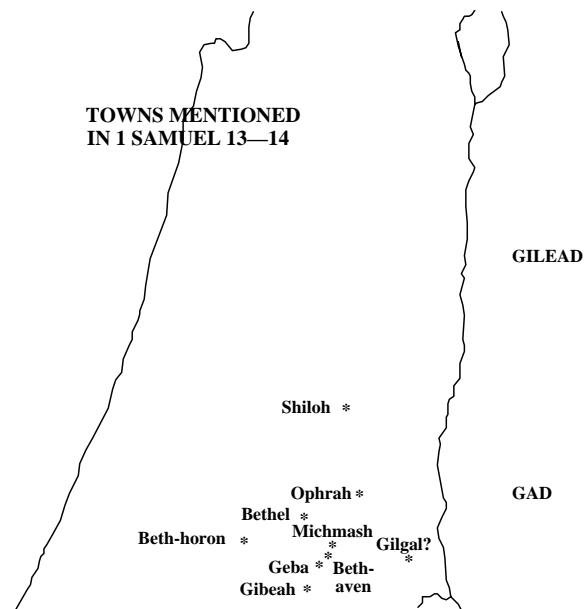 TOWNS MENTIONED
IN 1 SAMUEL 13—14
GILEAD
Shiloh *
Ophrah *
GAD
Bethel *
Beth-horon *
Michmash
*
Gilgal?
*
*
Geba *
Beth-
aven
Gibeah *